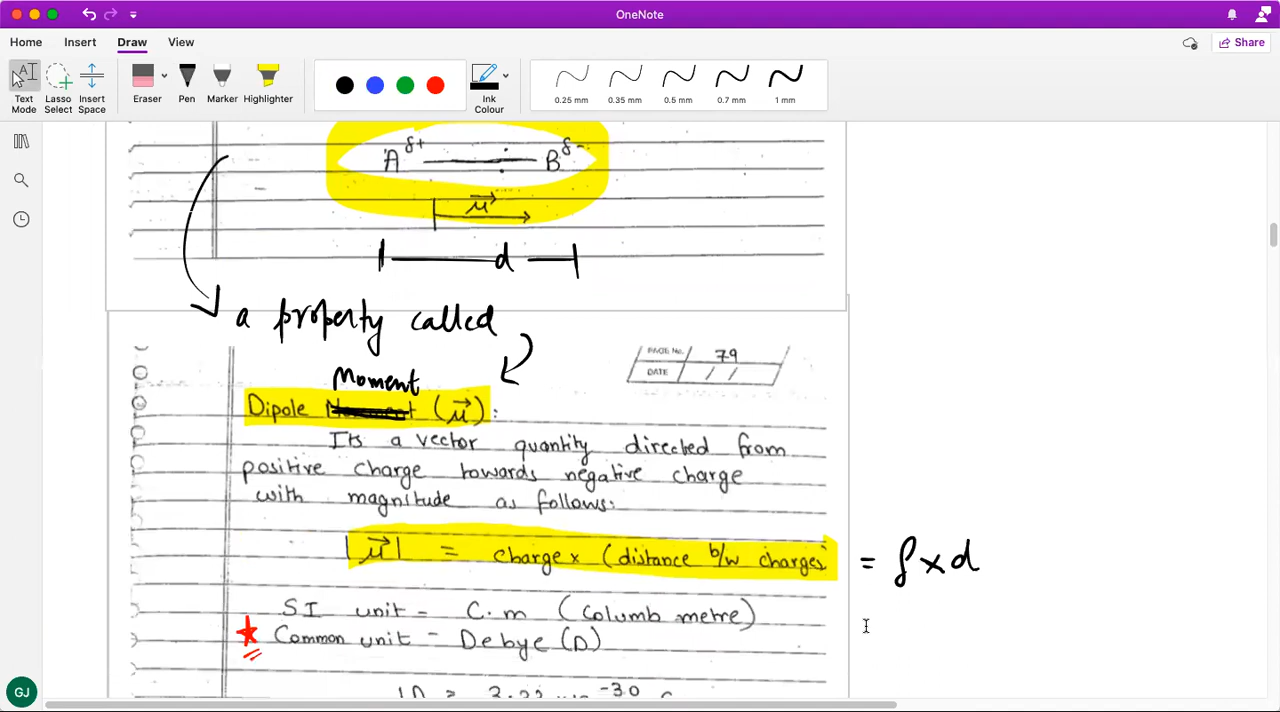 OneNote
Home Insert Draw View
Share
Text Mode
Lasso Select
Insert Space
Eraser
Pen
Marker
Highlighter
Ink Colour
0.25 mm 0.35 mm 0.5 mm 0.7 mm 1 mm
A δ+ B δ-
μ
d
a property called
PAGE No. 79
DATE / /
Moment
Dipole (μ⃗):
Its a vector quantity directed from
positive charge towards negative charge
with magnitude as follows:
|μ⃗| = charge x (distance b/w charges = δ x d
SI unit = C.m (Columb metre)
Common unit - Debye (D)
GJ